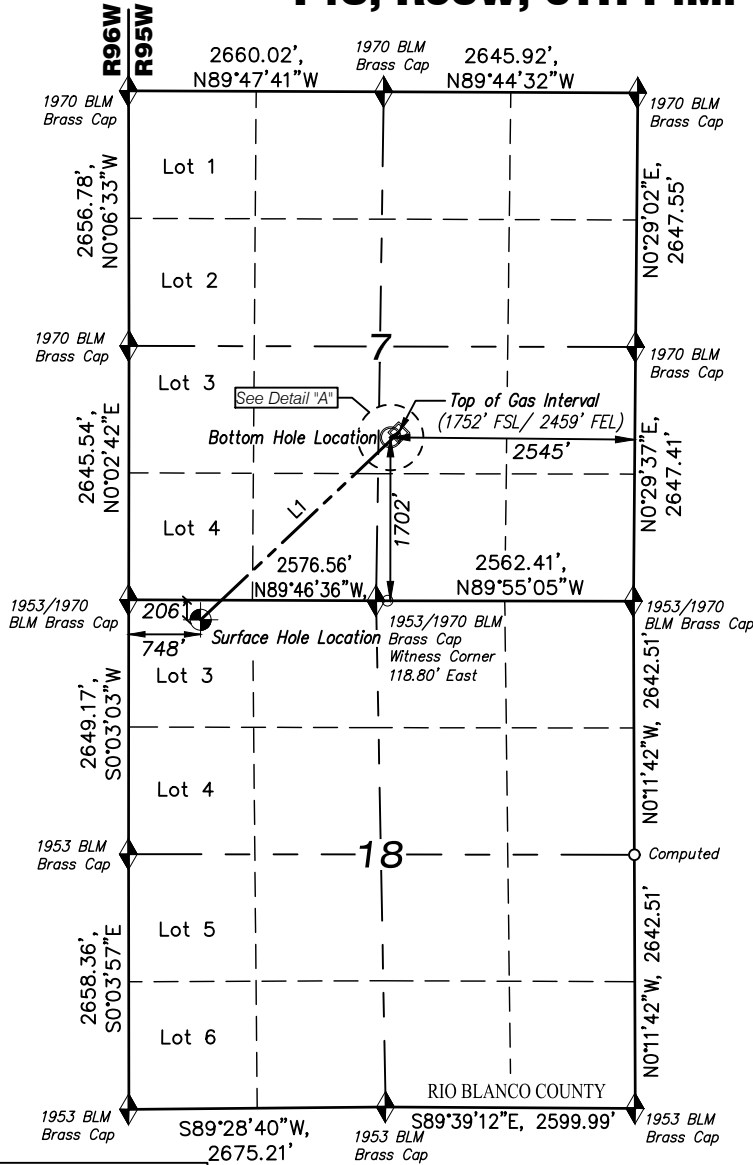 R96W
R95W
2660.02',
N89°47'41"W
1970 BLM
Brass Cap
2645.92',
N89°44'32"W
1970 BLM
Brass Cap
1970 BLM
Brass Cap
2656.78',
N0°06'33"W
Lot 1
N0°29'02"E,
2647.55'
Lot 2
1970 BLM
Brass Cap
7
1970 BLM
Brass Cap
Lot 3
See Detail "A"
Top of Gas Interval
(1752' FSL/ 2459' FEL)
Bottom Hole Location
2545'
2645.54',
N0°02'42"E
N0°29'37"E,
2647.41'
L1
1702'
Lot 4
2576.56'
N89°46'36"W,
2562.41',
N89°55'05"W
1953/1970
BLM Brass Cap
206'
748'
Surface Hole Location
1953/1970 BLM
Brass Cap
Witness Corner
118.80' East
1953/1970
BLM Brass Cap
Lot 3
2649.17',
S0°03'03"W
N0°11'42"W, 2642.51'
Lot 4
1953 BLM
Brass Cap
18
Computed
Lot 5
2658.36',
S0°03'57"E
N0°11'42"W, 2642.51'
Lot 6
RIO BLANCO COUNTY
1953 BLM
Brass Cap
S89°28'40"W,
2675.21'
1953 BLM
Brass Cap
S89°39'12"E, 2599.99'
1953 BLM
Brass Cap